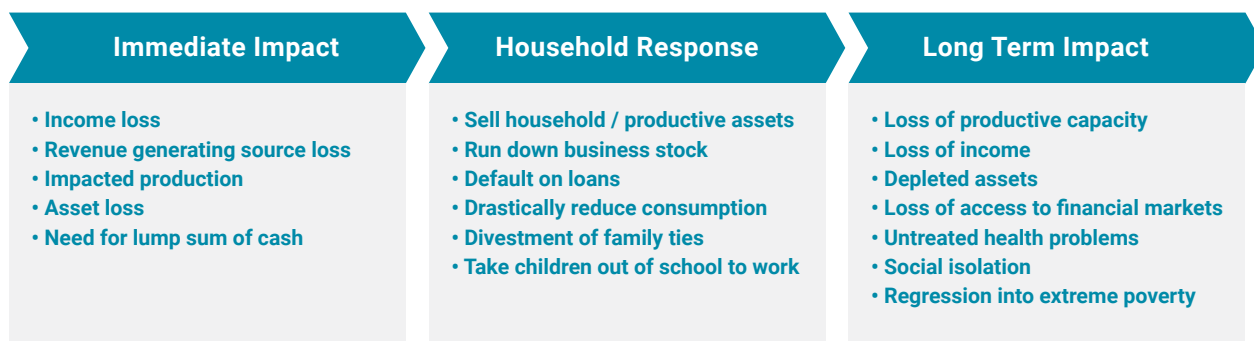 Immediate Impact
• Income loss
• Revenue generating source loss
• Impacted production
• Asset loss
• Need for lump sum of cash
Household Response
• Sell household / productive assets
• Run down business stock
• Default on loans
• Drastically reduce consumption
• Divestment of family ties
• Take children out of school to work
Long Term Impact
• Loss of productive capacity
• Loss of income
• Depleted assets
• Loss of access to financial markets
• Untreated health problems
• Social isolation
• Regression into extreme poverty